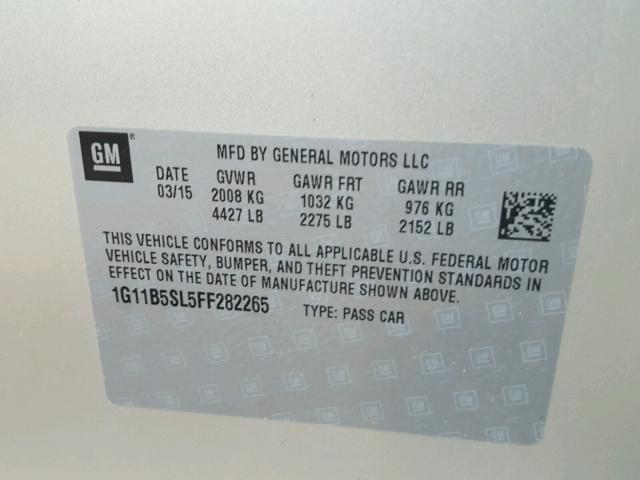 GM®
MFD BY GENERAL MOTORS LLC
DATE GVWR GAWR FRT GAWR RR
03/15 2008 KG 1032 KG 976 KG
4427 LB 2275 LB 2152 LB
THIS VEHICLE CONFORMS TO ALL APPLICABLE U.S. FEDERAL MOTOR
VEHICLE SAFETY, BUMPER, AND THEFT PREVENTION STANDARDS IN
EFFECT ON THE DATE OF MANUFACTURE SHOWN ABOVE.
1G11B5SL5FF282265 TYPE: PASS CAR